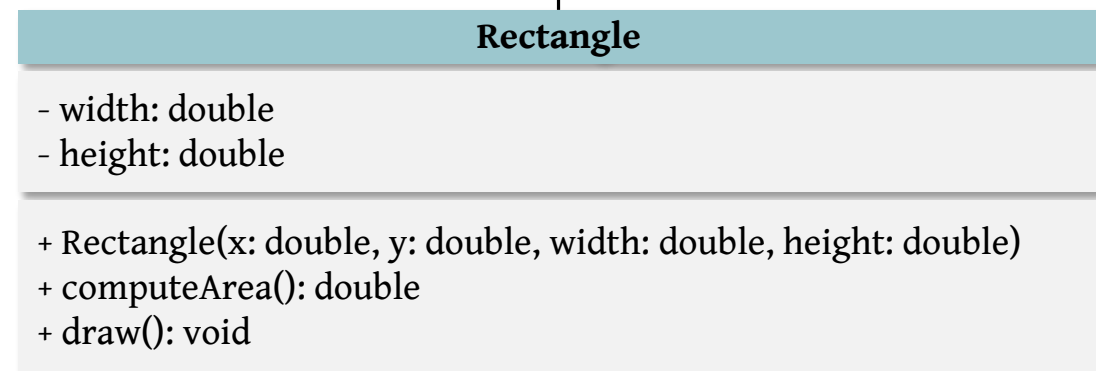 Rectangle
- width: double
- height: double
+ Rectangle(x: double, y: double, width: double, height: double)
+ computeArea(): double
+ draw(): void